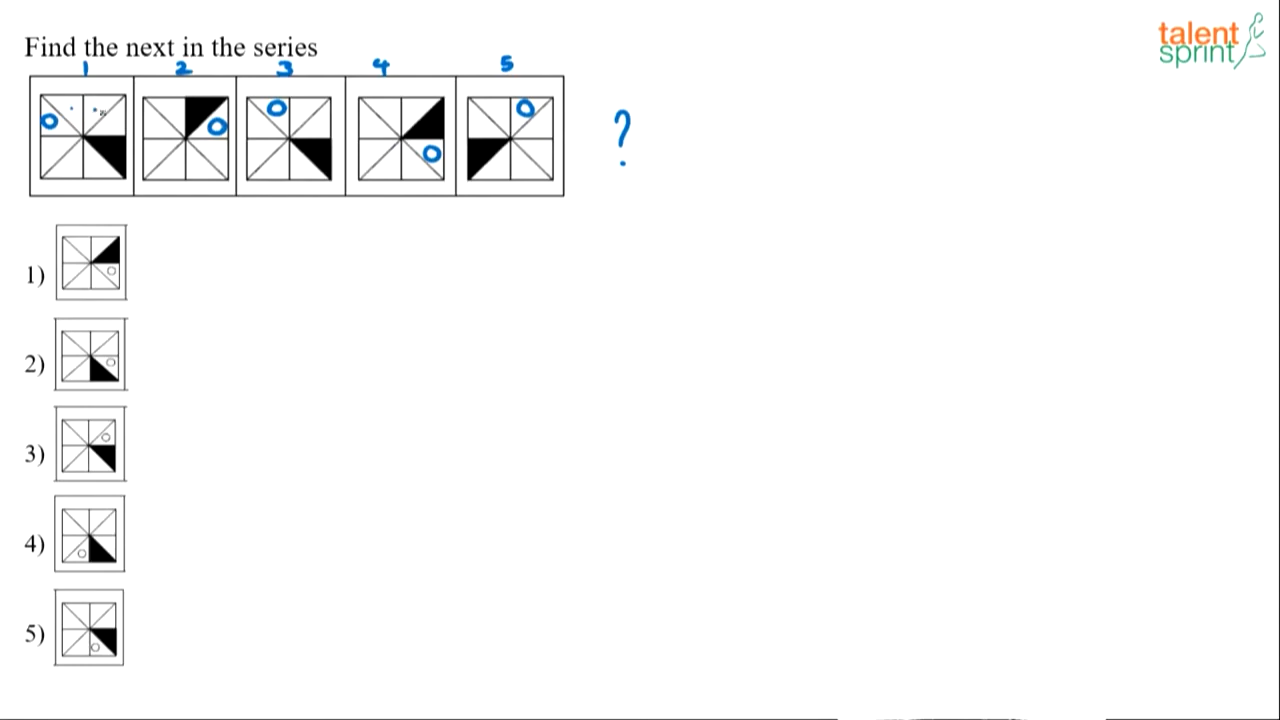 Find the next in the series
talent
sprint
1 2 3 4 5
?
1)
2)
3)
4)
5)